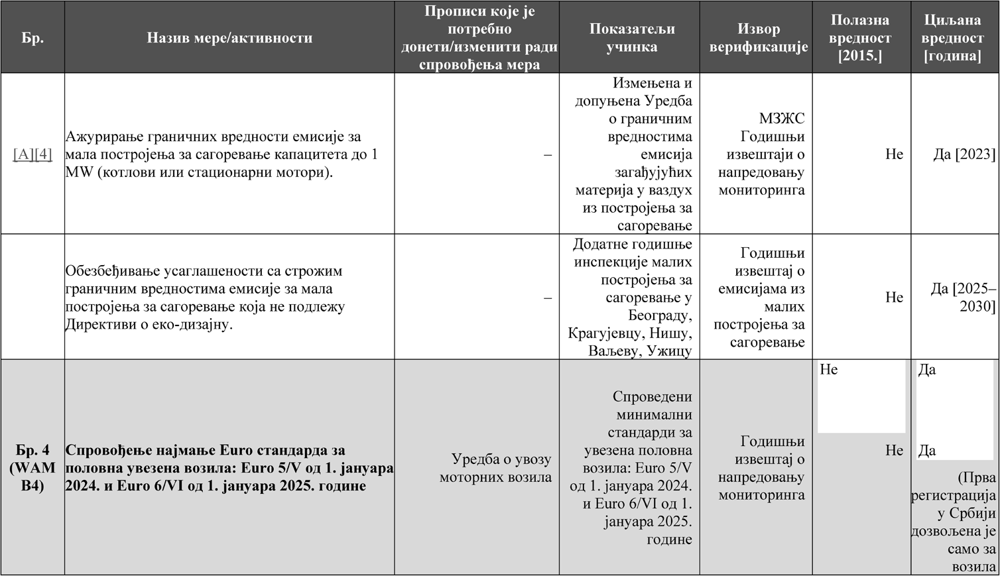 Бр.
Назив мере/активности
Прописи које је
потребно
донети/изменити ради
спровођења мера
Показатељи
учинка
Извор
верификације
Полазна
вредност
[2015.]
Циљана
вредност
[година]
[А][4]
Ажурирање граничних вредности емисије за
мала постројења за сагоревање капацитета до 1
MW (котлови или стационарни мотори).
–
Измењена и
допуњена Уредба
о граничним
вредностима
емисија
загађујућих
материја у ваздух
из постројења за
сагоревање
МЗЖС
Годишњи
извештаји о
напредовању
мониторинга
Не
Да [2023]
Обезбеђивање усаглашености са строжим
граничним вредностима емисије за мала
постројења за сагоревање која не подлежу
Директиви о еко-дизајну.
–
Додатне годишње
инспекције малих
постројења за
сагоревање у
Београду,
Крагујевцу, Нишу,
Ваљеву, Ужицу
Годишњи
извештај о
емисијама из
малих
постројења за
сагоревање
Не
Да [2025–
2030]
Бр. 4
(WAM
B4)
Спровођење најмање Euro стандарда за
половна увезена возила: Euro 5/V од 1. јануара
2024. и Euro 6/VI од 1. јануара 2025. године
Уредба о увозу
моторних возила
Спроведени
минимални
стандарди за
увезена половна
возила: Euro 5/V
од 1. јануара 2024.
и Euro 6/VI од 1.
јануара 2025.
године
Годишњи
извештај о
напредовању
мониторинга
Не
Не
Да
Да
(Прва
регистрација
у Србији
дозвољена је
само за
возила